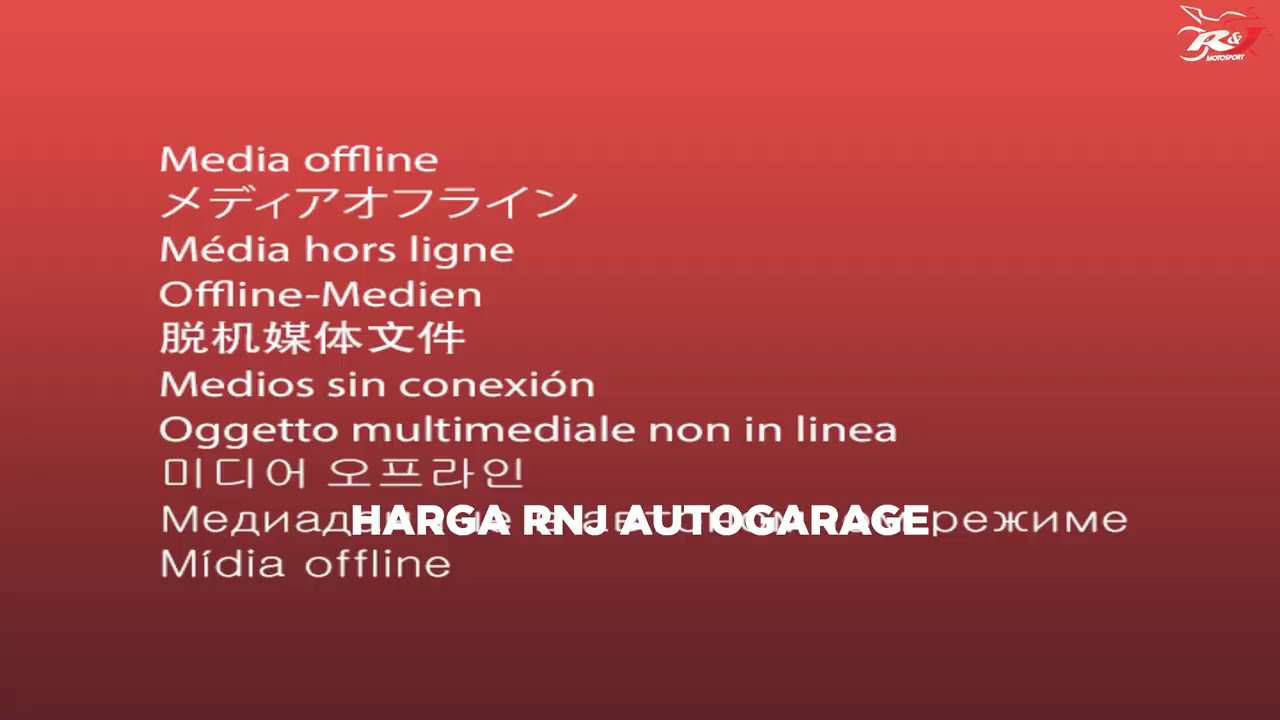 R&J
MOTOSPORT
Media offline
メディアオフライン
Média hors ligne
Offline-Medien
脱机媒体文件
Medios sin conexión
Oggetto multimediale non in linea
미디어 오프라인
режиме
HARGA RNJ AUTOGARAGE
Mídia offline